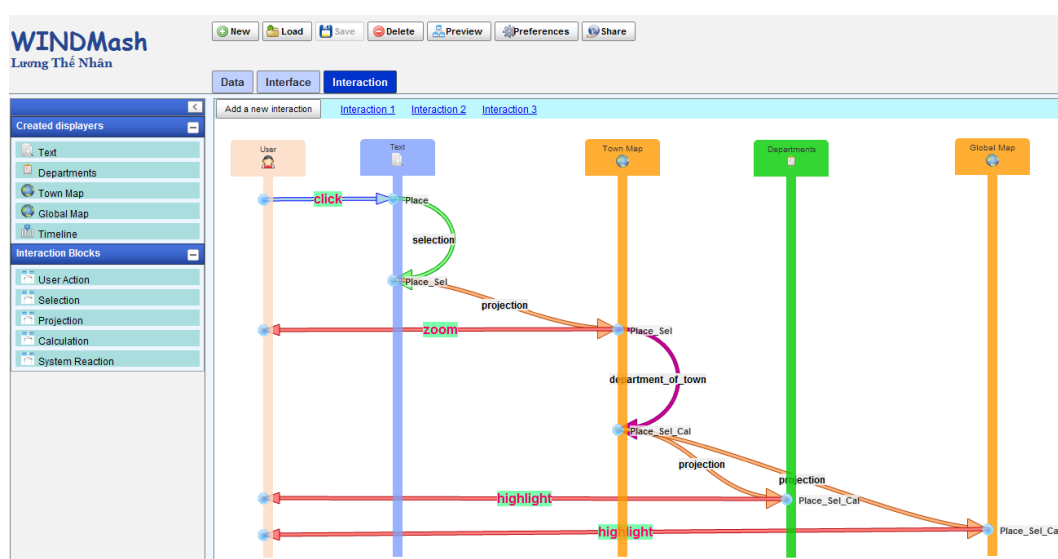 WINDMash
Lương Thế Nhân
New Load Save Delete Preview Preferences Share
Data Interface Interaction
Add a new interaction Interaction 1 Interaction 2 Interaction 3
Created displayers
Text
Departments
Town Map
Global Map
Timeline
Interaction Blocks
User Action
Selection
Projection
Calculation
System Reaction
User Text Town Map Departments Global Map
click Place
selection
Place_Sel
projection
zoom Place_Sel
department_of_town
Place_Sel_Cal
projection
projection
highlight Place_Sel_Cal
highlight Place_Sel_Ca